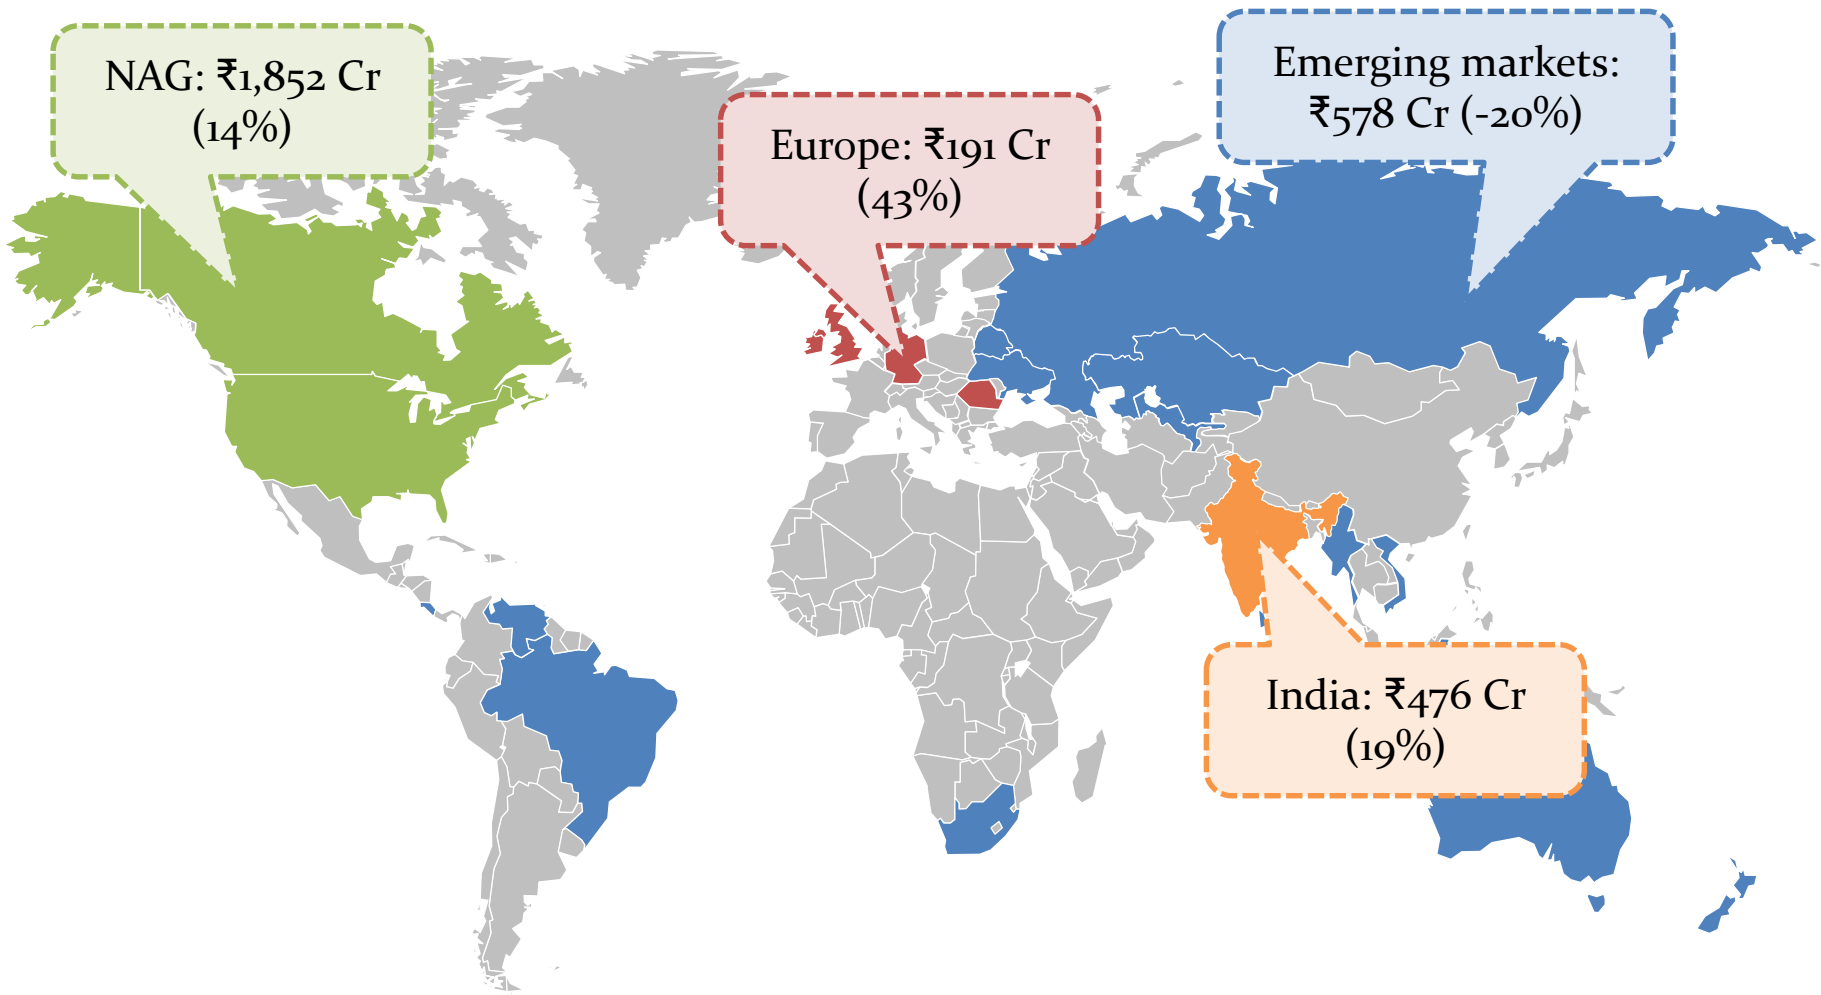 NAG: ₹1,852 Cr
(14%)
Europe: ₹191 Cr
(43%)
Emerging markets:
₹578 Cr (-20%)
India: ₹476 Cr
(19%)